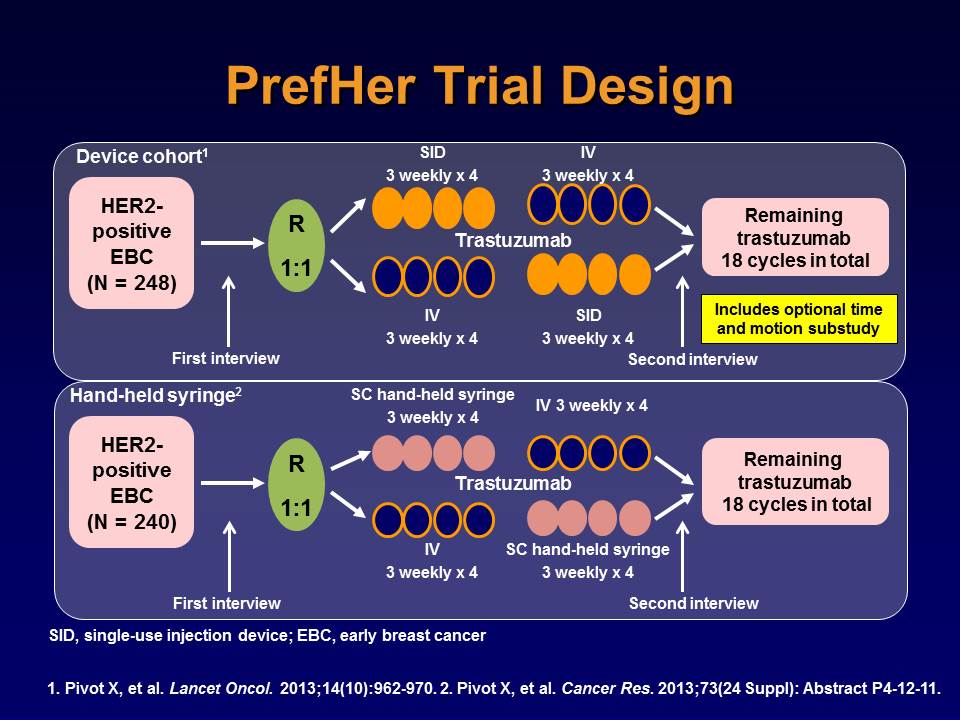 PrefHer Trial Design
Device cohort1
SID
3 weekly x 4
IV
3 weekly x 4
HER2-
positive
EBC
(N = 248)
R
1:1
Trastuzumab
Remaining
trastuzumab
18 cycles in total
IV
3 weekly x 4
SID
3 weekly x 4
Includes optional time
and motion substudy
First interview
Second interview
Hand-held syringe2
SC hand-held syringe
3 weekly x 4
IV 3 weekly x 4
HER2-
positive
EBC
(N = 240)
R
1:1
Trastuzumab
Remaining
trastuzumab
18 cycles in total
IV
3 weekly x 4
SC hand-held syringe
3 weekly x 4
First interview
Second interview
SID, single-use injection device; EBC, early breast cancer
1. Pivot X, et al. Lancet Oncol. 2013;14(10):962-970. 2. Pivot X, et al. Cancer Res. 2013;73(24 Suppl): Abstract P4-12-11.